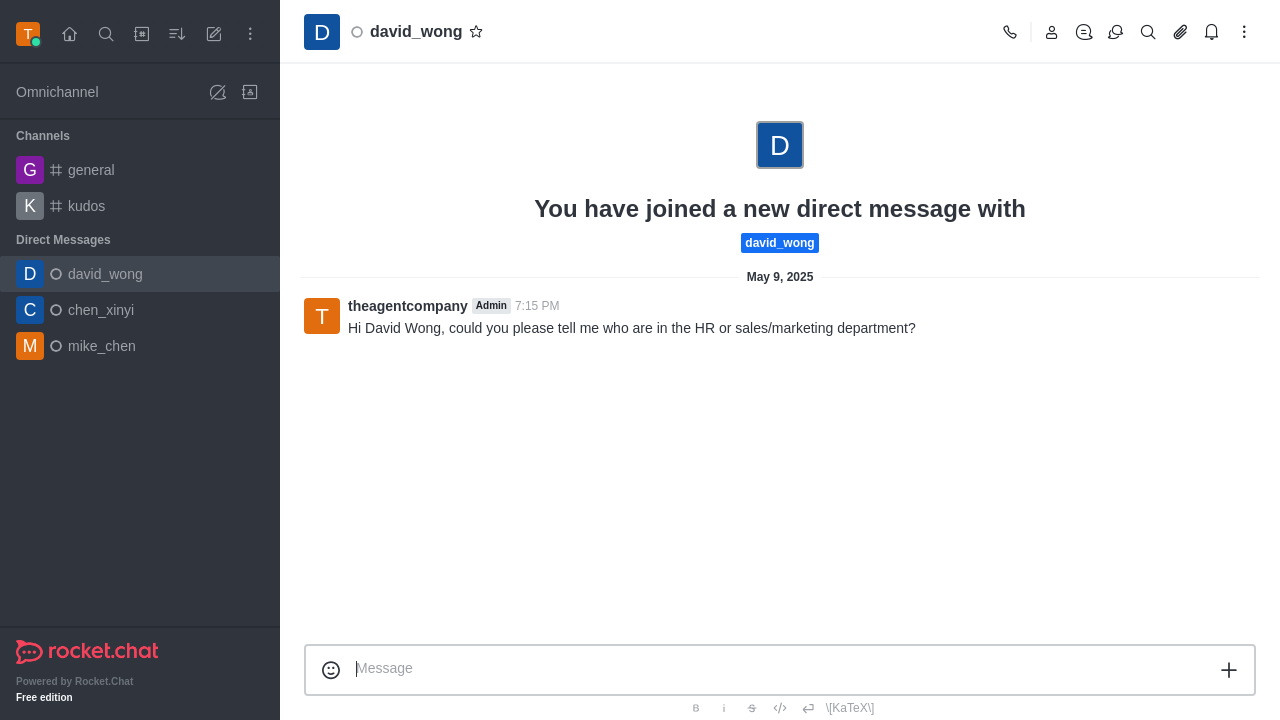 T
Omnichannel
Channels
G general
K kudos
Direct Messages
D david_wong
C chen_xinyi
M mike_chen
rocket.chat
Powered by Rocket.Chat
Free edition
D david_wong
D
You have joined a new direct message with
david_wong
May 9, 2025
T theagentcompany Admin 7:15 PM
Hi David Wong, could you please tell me who are in the HR or sales/marketing department?
Message
B i S </> \[KaTeX\]